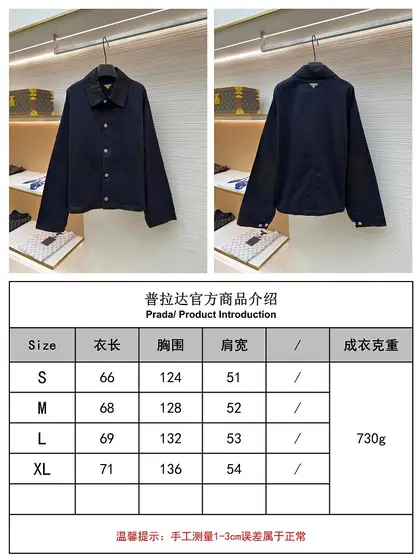 普拉达官方商品介绍
Prada/ Product Introduction
Size 衣长 胸围 肩宽 / 成衣克重
S 66 124 51 /
M 68 128 52 /
L 69 132 53 / 730g
XL 71 136 54 /
温馨提示：手工测量1-3cm误差属于正常